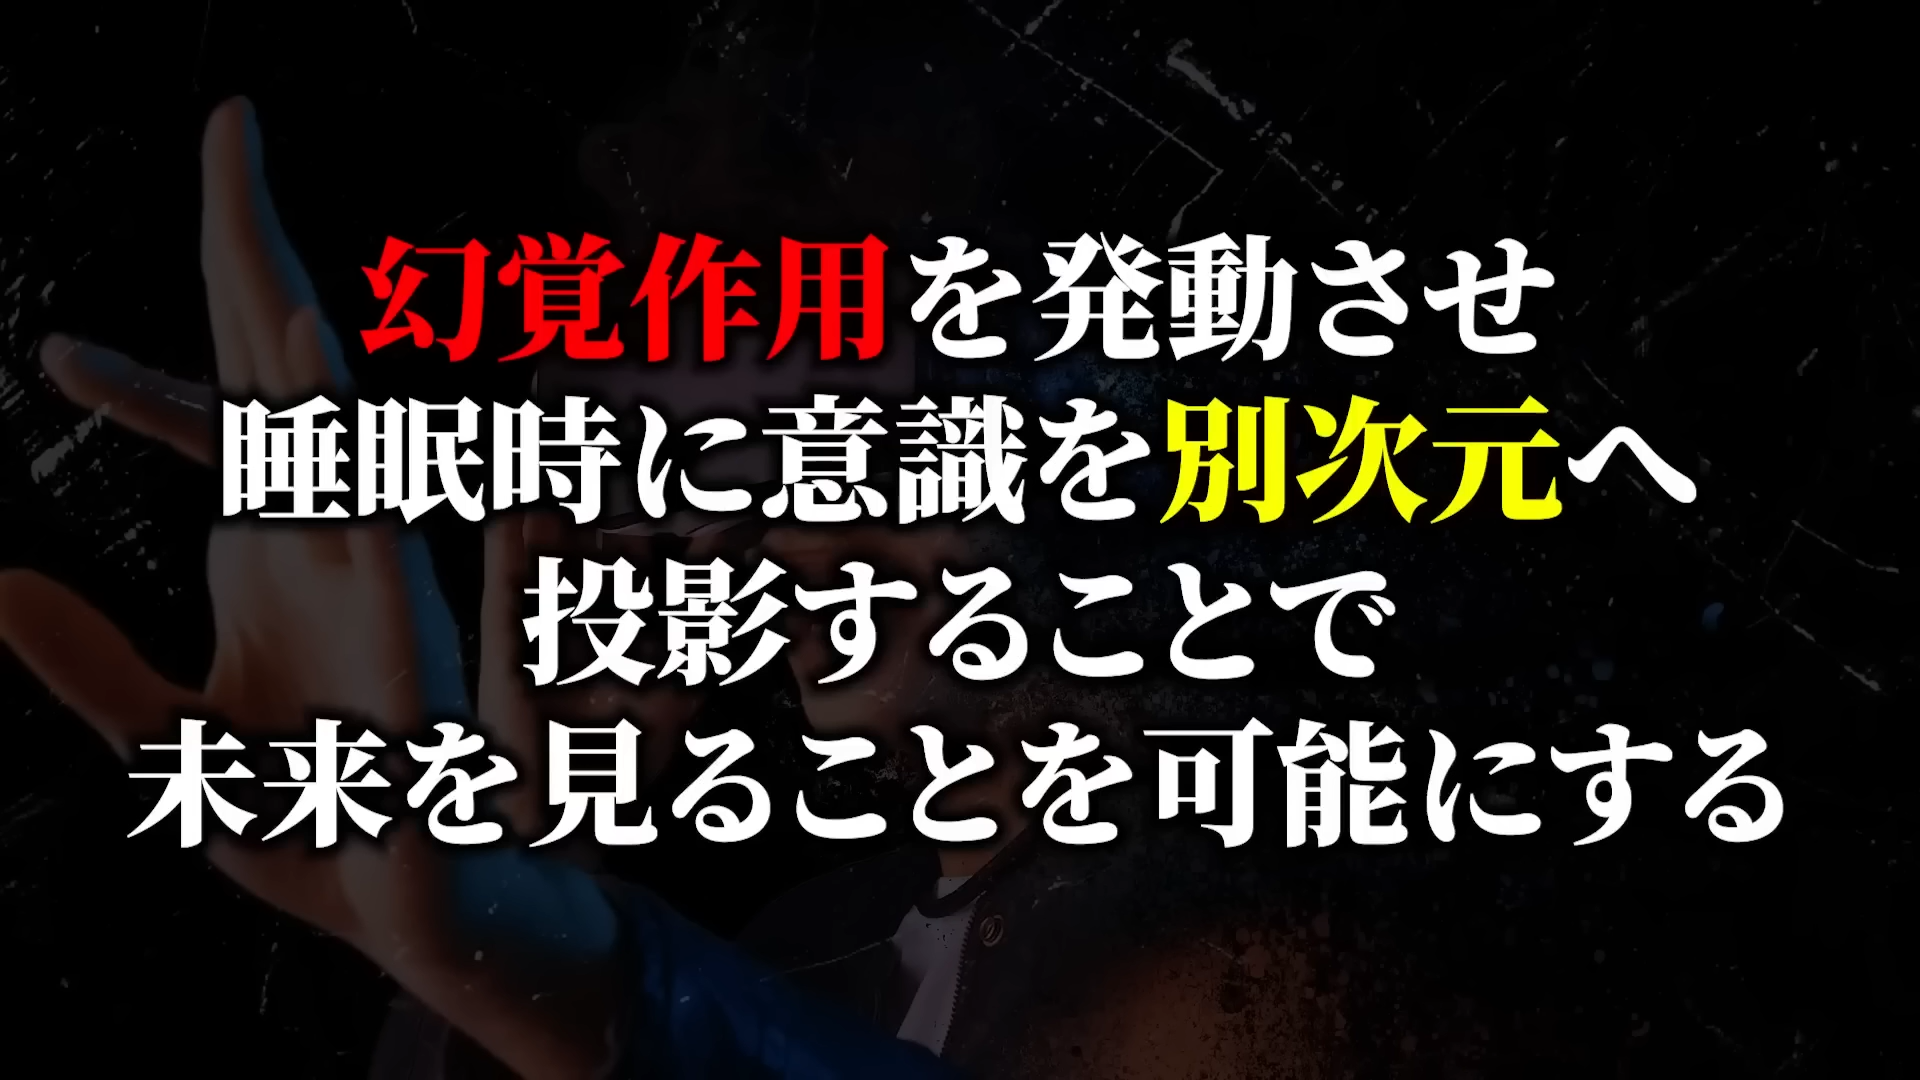 幻覚作用を発動させ
睡眠時に意識を別次元へ
投影することで
未来を見ることを可能にする